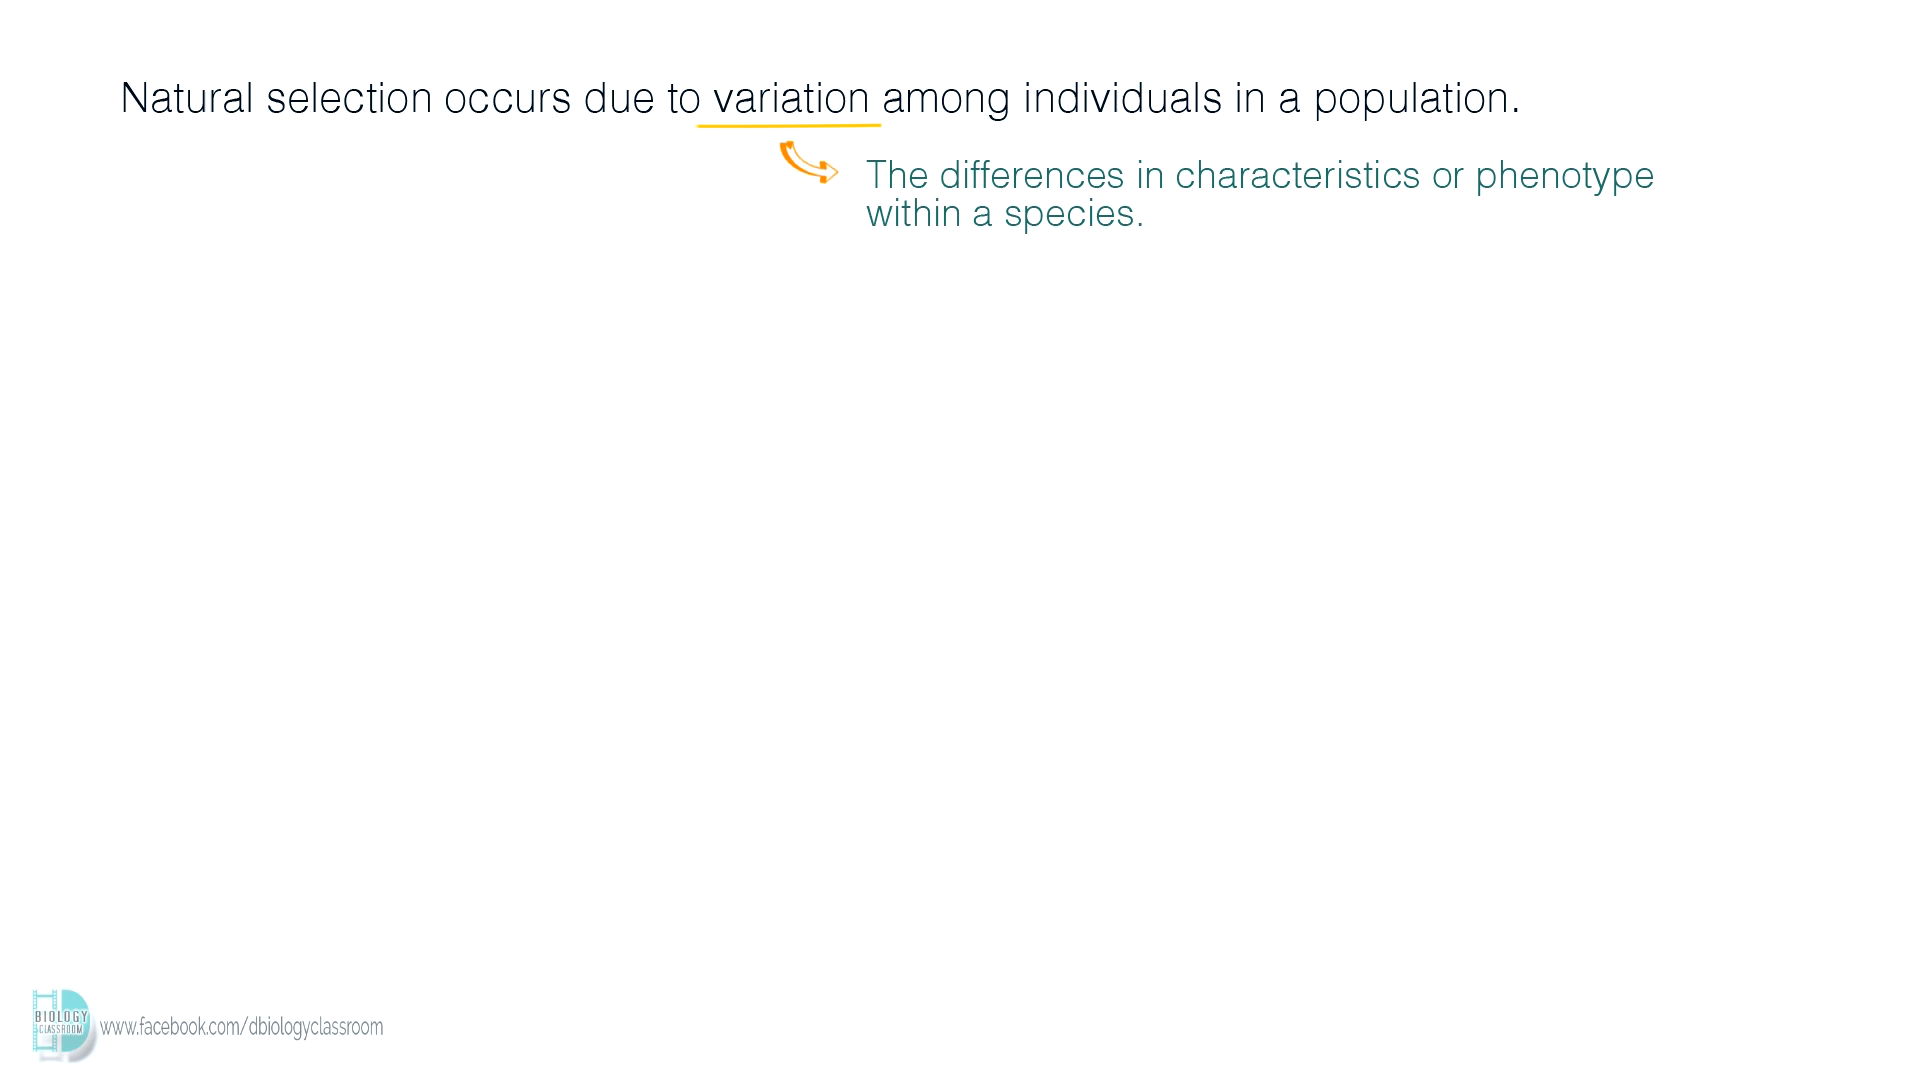 Natural selection occurs due to variation among individuals in a population.
The differences in characteristics or phenotype
within a species.
BIOLOGY
CLASSROOM
www.facebook.com/dbiologyclassroom